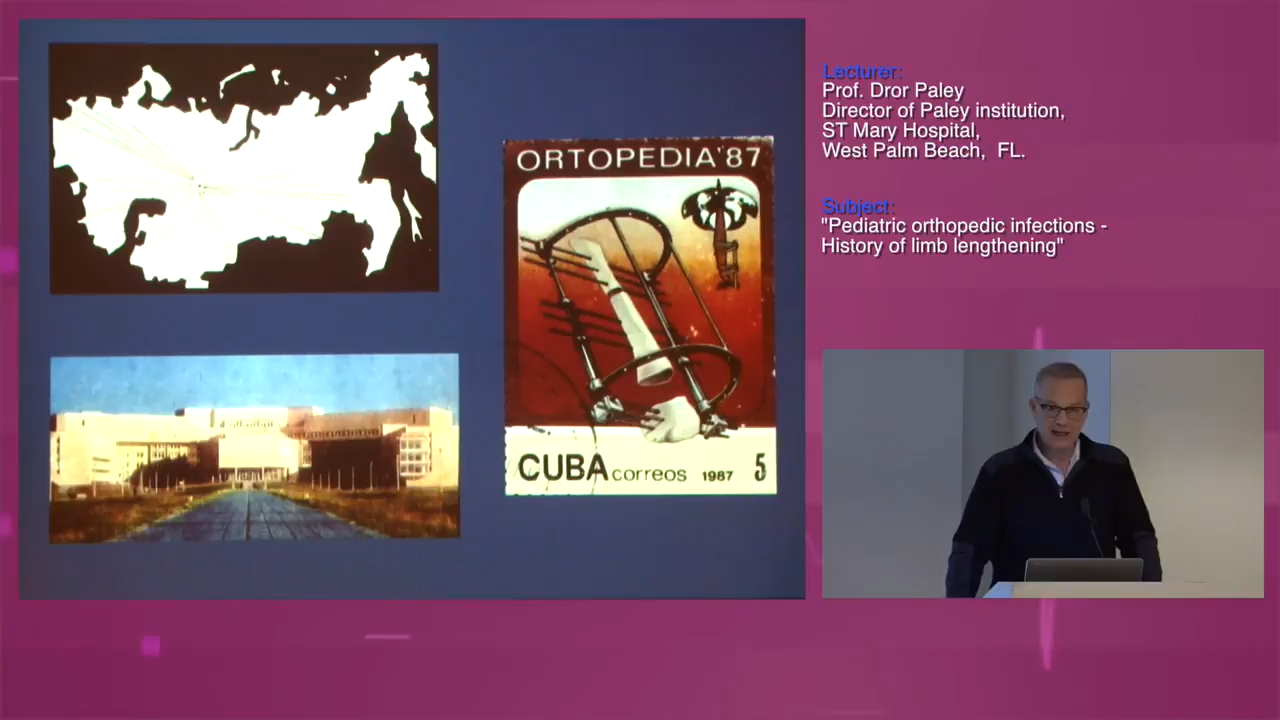 ORTOPEDIA'87
CUBA correos 1987 5
Lecturer:
Prof. Dror Paley
Director of Paley institution,
ST Mary Hospital,
West Palm Beach, FL.
Subject:
"Pediatric orthopedic infections -
History of limb lengthening"